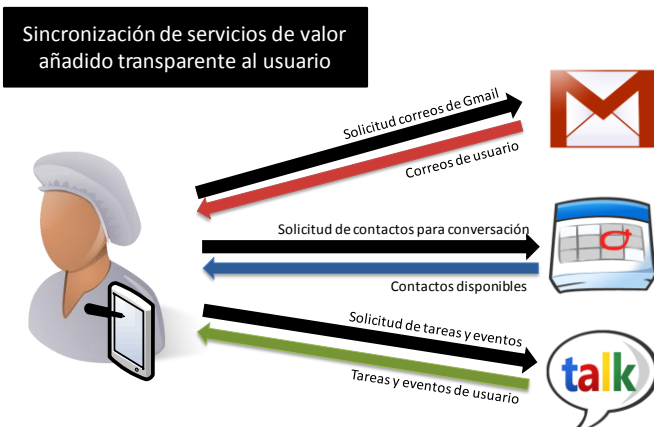 Sincronización de servicios de valor
añadido transparente al usuario
Solicitud correos de Gmail
Correos de usuario
Solicitud de contactos para conversación
Contactos disponibles
Solicitud de tareas y eventos
Tareas y eventos de usuario
talk